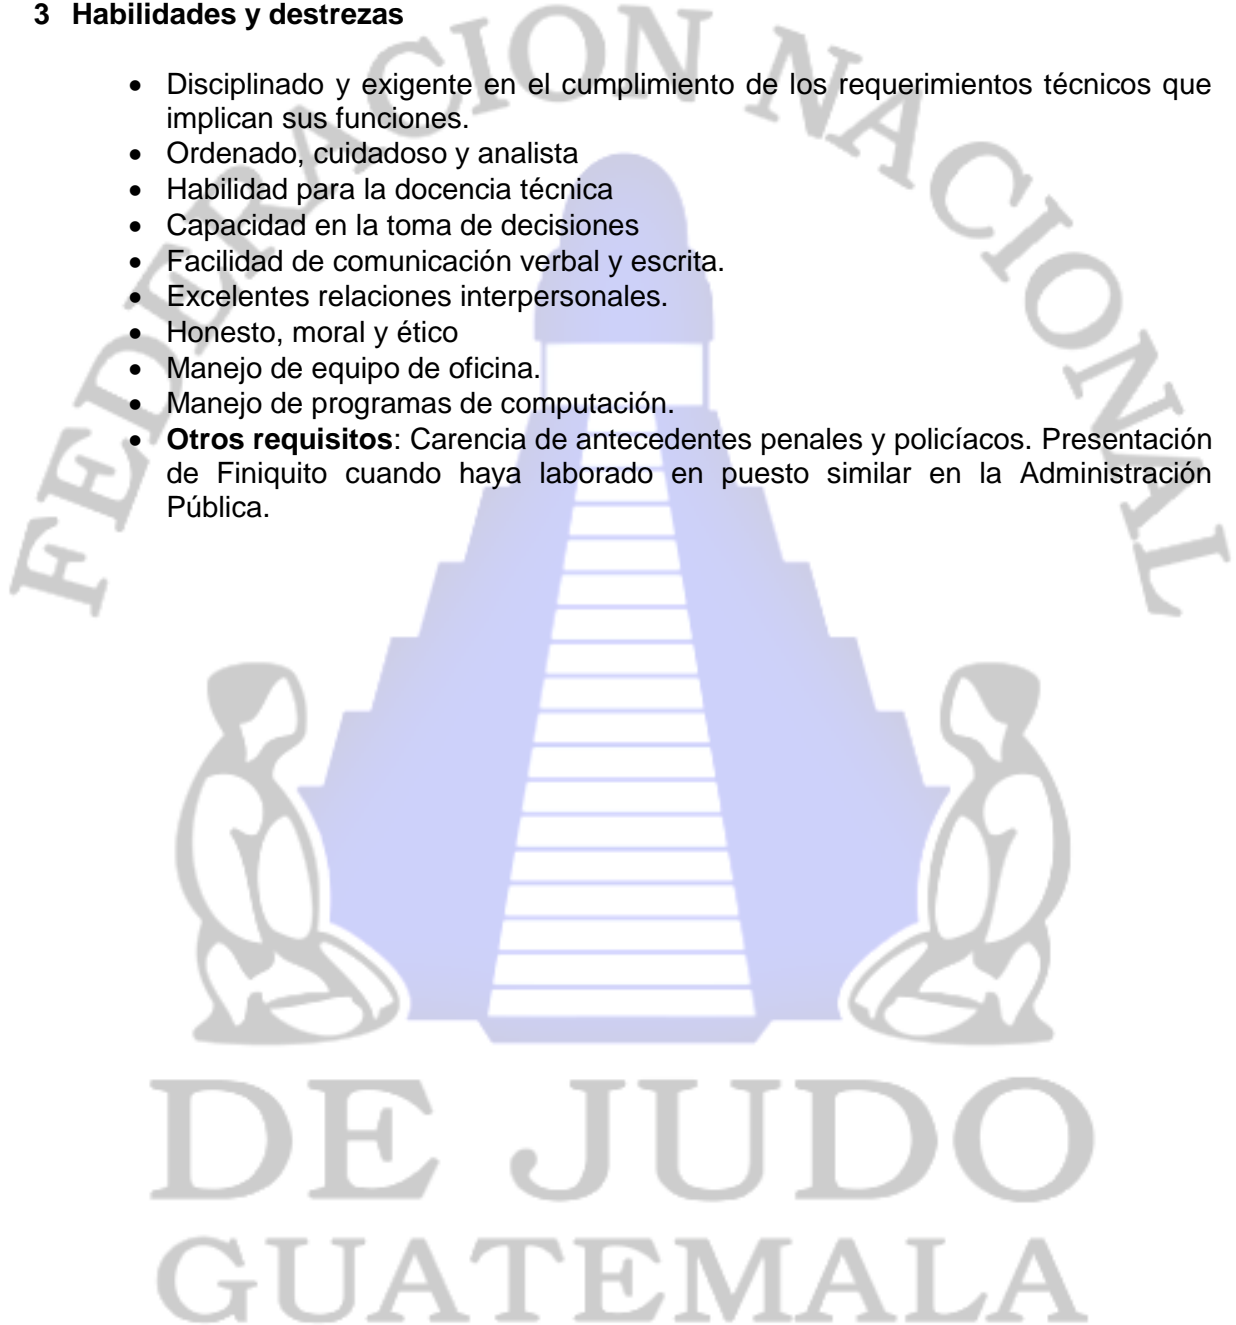 3 Habilidades y destrezas
• Disciplinado y exigente en el cumplimiento de los requerimientos técnicos que
implican sus funciones.
• Ordenado, cuidadoso y analista
• Habilidad para la docencia técnica
• Capacidad en la toma de decisiones
• Facilidad de comunicación verbal y escrita.
• Excelentes relaciones interpersonales.
• Honesto, moral y ético
• Manejo de equipo de oficina.
• Manejo de programas de computación.
• Otros requisitos: Carencia de antecedentes penales y policíacos. Presentación
de Finiquito cuando haya laborado en puesto similar en la Administración
Pública.
FEDERACION NACIONAL
DE JUDO
GUATEMALA